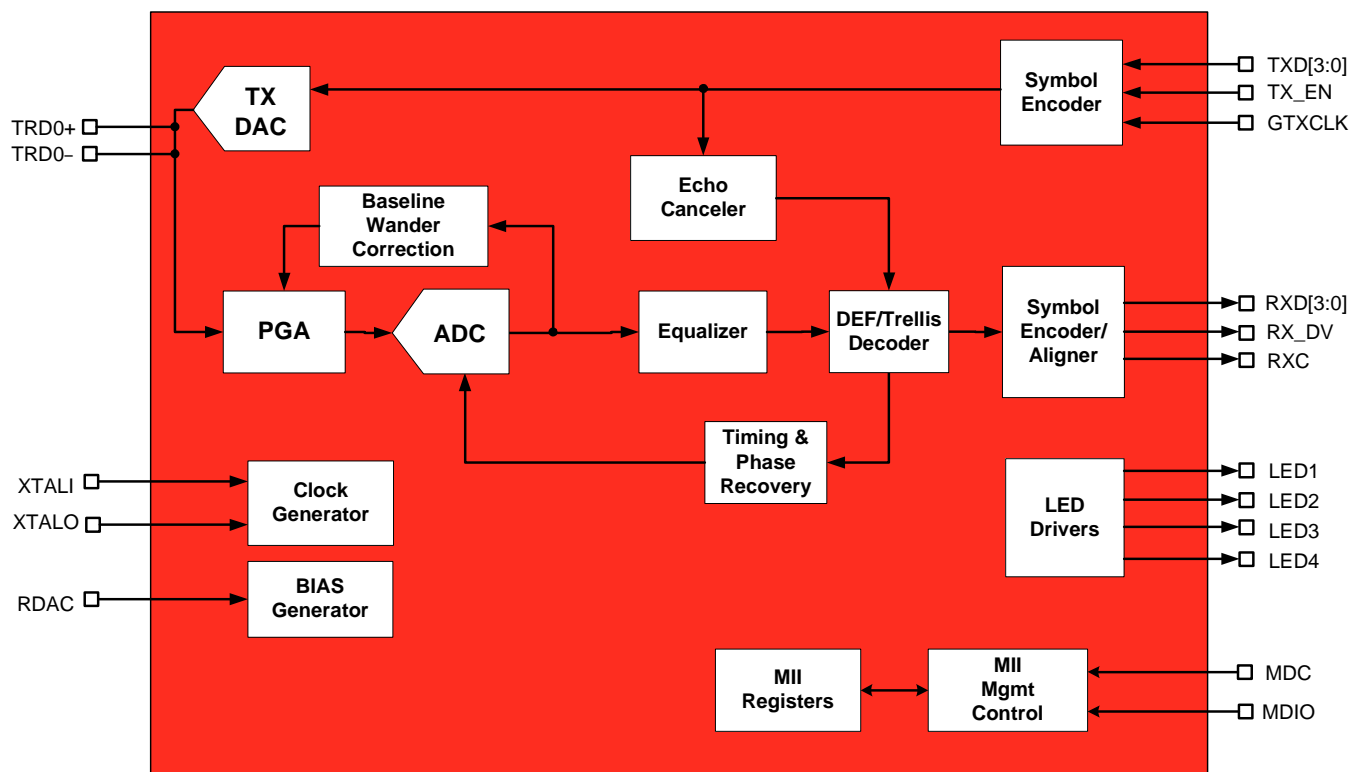 TX
DAC
Symbol
Encoder
TXD[3:0]
TX_EN
GTXCLK
TRD0+
TRD0−
Echo
Canceler
Baseline
Wander
Correction
PGA
ADC
Equalizer
DEF/Trellis
Decoder
Symbol
Encoder/
Aligner
RXD[3:0]
RX_DV
RXC
Timing &
Phase
Recovery
XTALI
XTALO
Clock
Generator
LED
Drivers
LED1
LED2
LED3
LED4
RDAC
BIAS
Generator
MII
Registers
MII
Mgmt
Control
MDC
MDIO